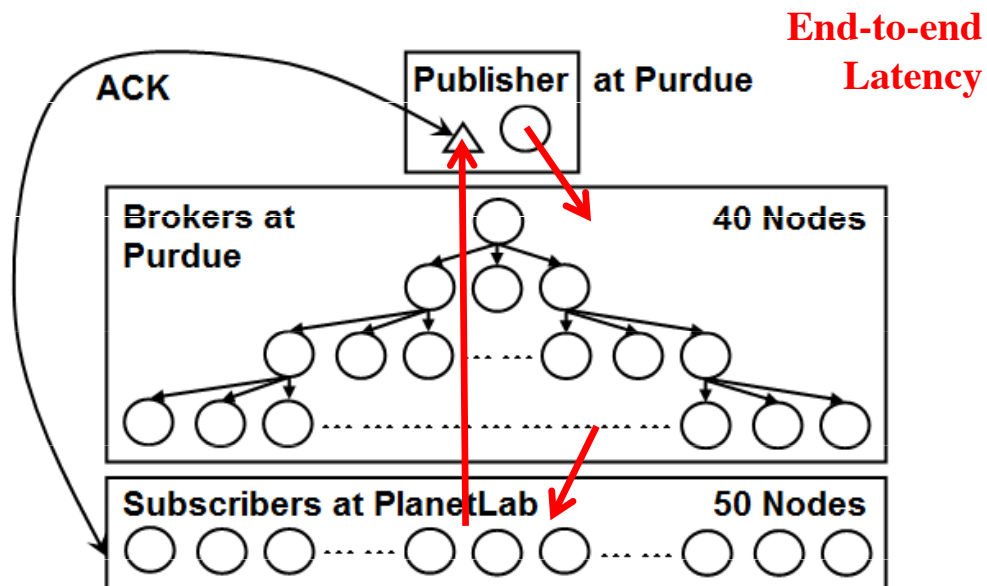 End-to-end
Latency
ACK
Publisher at Purdue
Brokers at 40 Nodes
Purdue
Subscribers at PlanetLab 50 Nodes